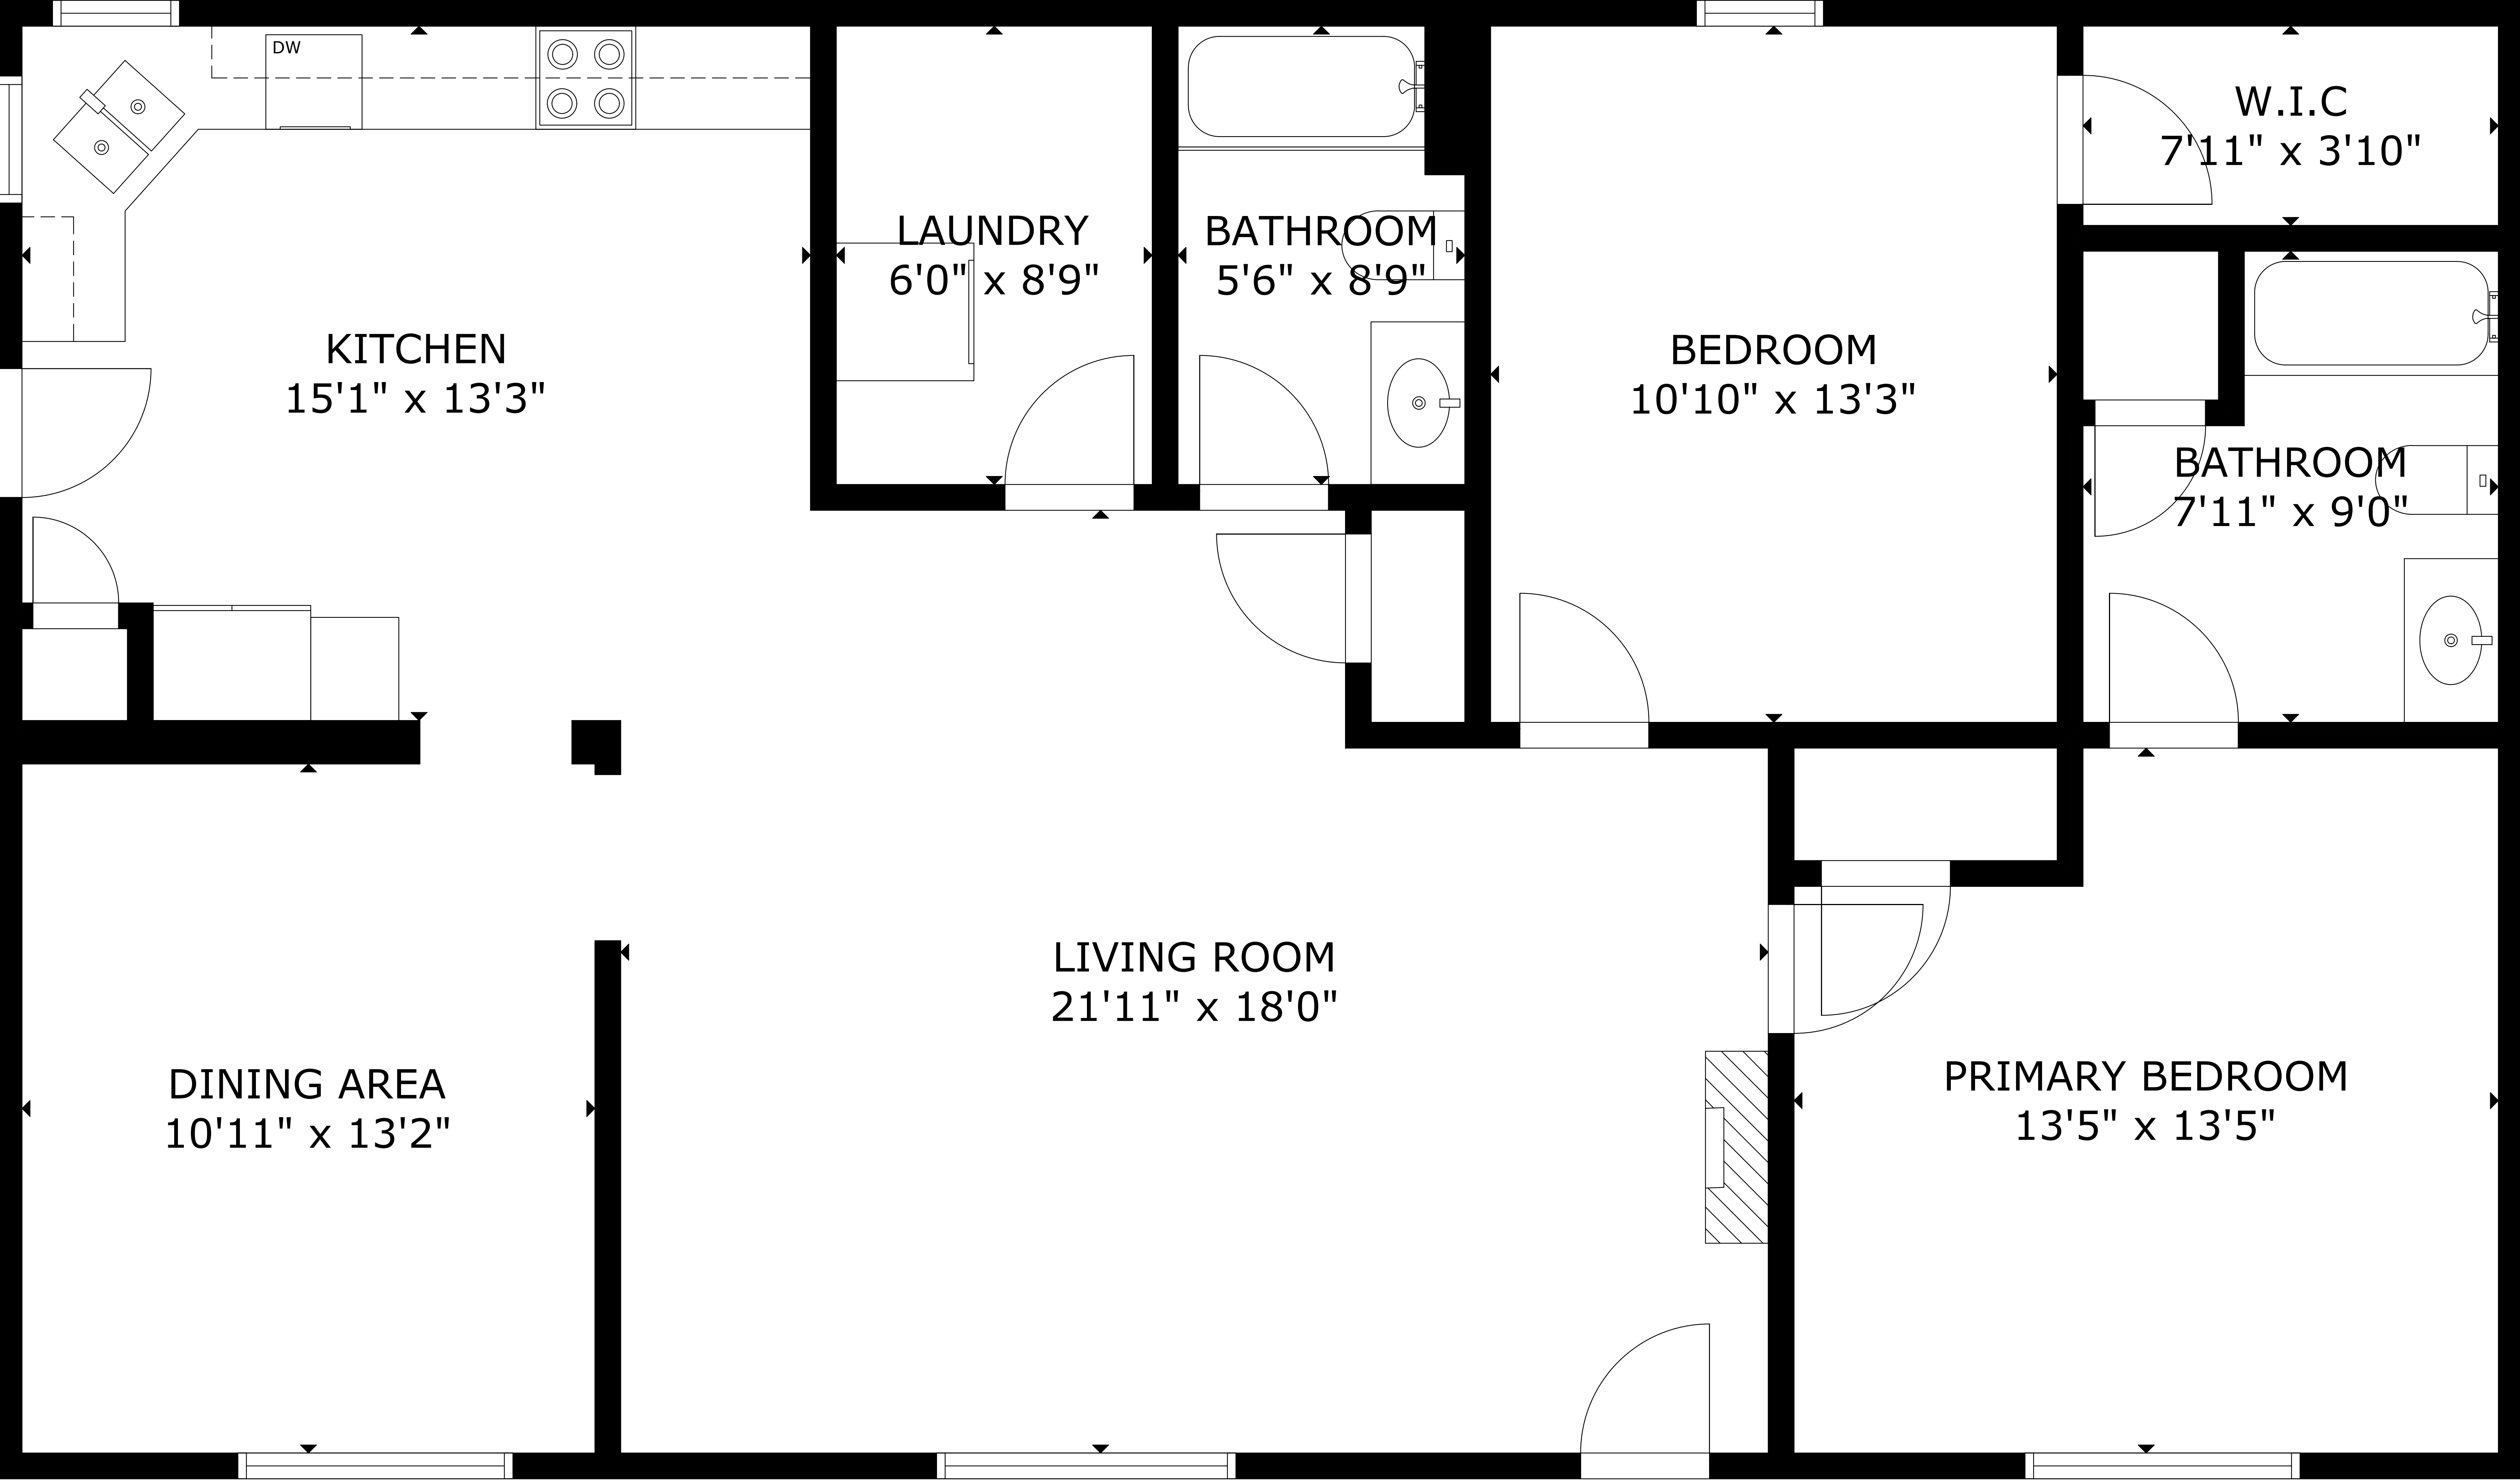 DW
W.I.C
7'11" x 3'10"
LAUNDRY
6'0" x 8'9"
BATHROOM
5'6" x 8'9"
KITCHEN
15'1" x 13'3"
BEDROOM
10'10" x 13'3"
BATHROOM
7'11" x 9'0"
LIVING ROOM
21'11" x 18'0"
DINING AREA
10'11" x 13'2"
PRIMARY BEDROOM
13'5" x 13'5"